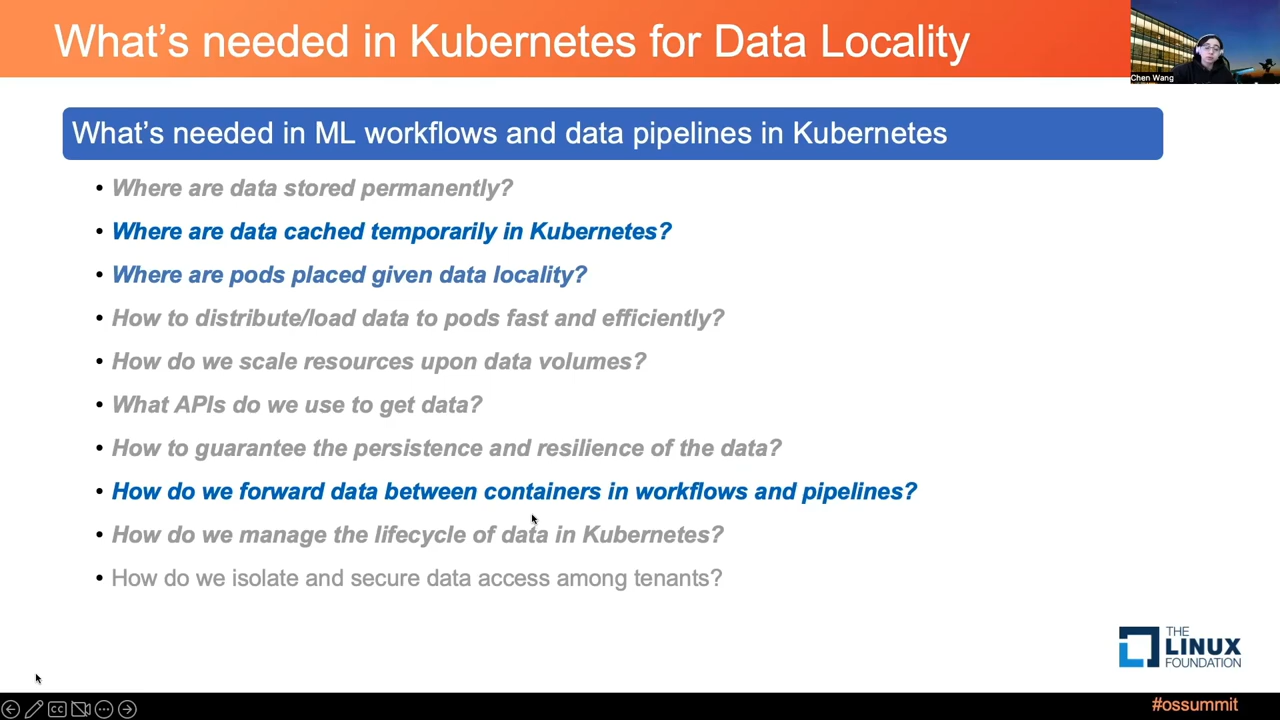 What's needed in Kubernetes for Data Locality
Chen Wang
What's needed in ML workflows and data pipelines in Kubernetes
• Where are data stored permanently?
• Where are data cached temporarily in Kubernetes?
• Where are pods placed given data locality?
• How to distribute/load data to pods fast and efficiently?
• How do we scale resources upon data volumes?
• What APIs do we use to get data?
• How to guarantee the persistence and resilience of the data?
• How do we forward data between containers in workflows and pipelines?
• How do we manage the lifecycle of data in Kubernetes?
• How do we isolate and secure data access among tenants?
THE
LINUX
FOUNDATION
CC
#ossummit